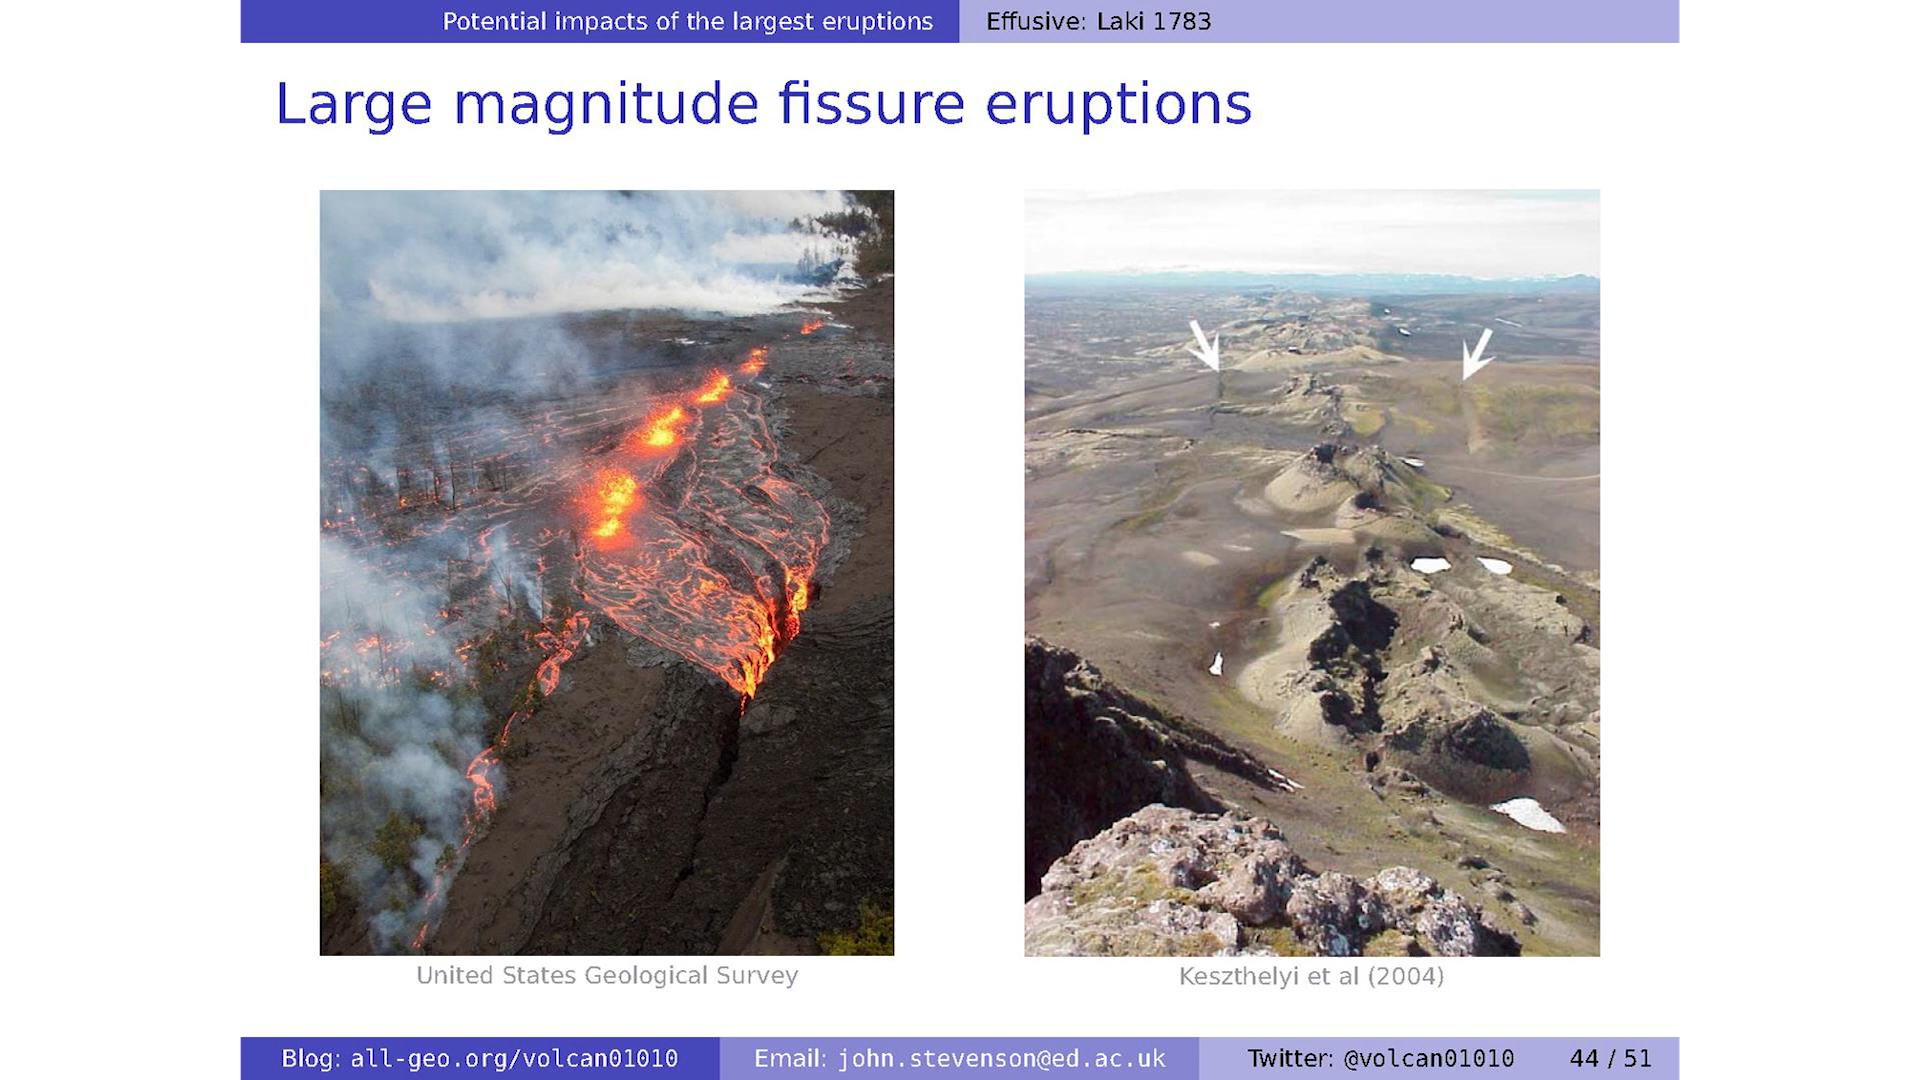 Potential impacts of the largest eruptions
Effusive: Laki 1783
Large magnitude fissure eruptions
United States Geological Survey
Keszthelyi et al (2004)
Blog: all-geo.org/volcan01010
Email: john.stevenson@ed.ac.uk
Twitter: @volcan01010
44 / 51